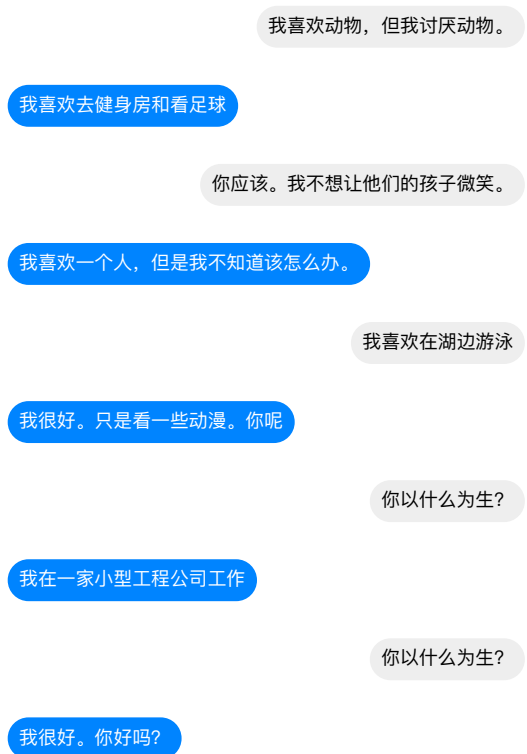 我喜欢动物，但我讨厌动物。
我喜欢去健身房和看足球
你应该。我不想让他们的孩子微笑。
我喜欢一个人，但是我不知道该怎么办。
我喜欢在湖边游泳
我很好。只是看一些动漫。你呢
你以什么为生？
我在一家小型工程公司工作
你以什么为生？
我很好。你好吗？